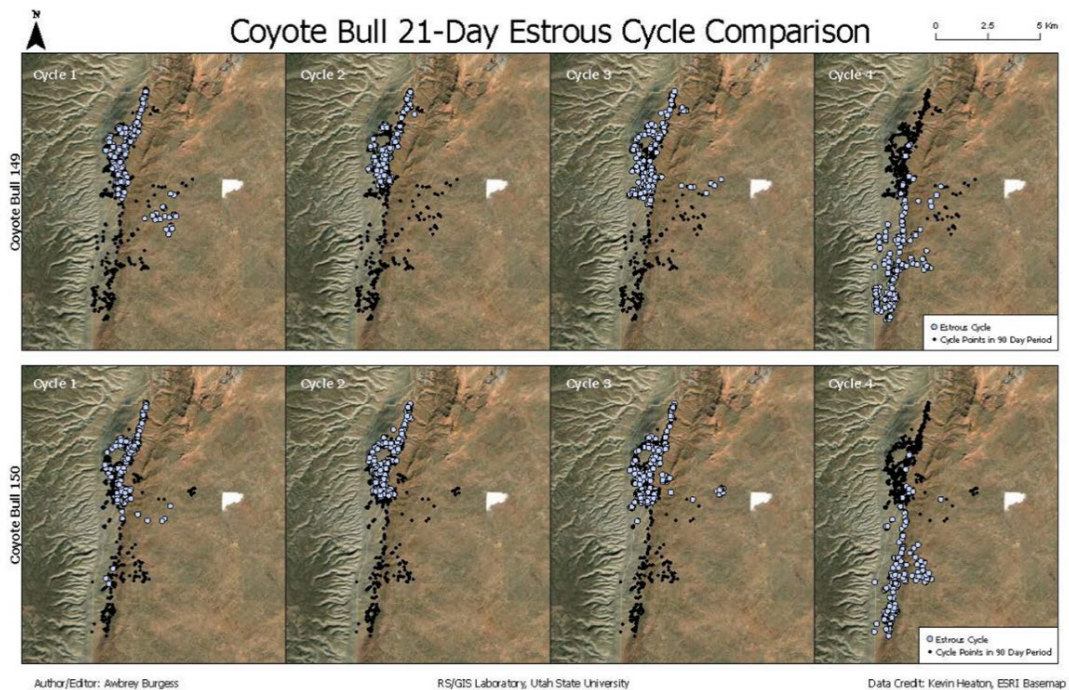 N
Coyote Bull 21-Day Estrous Cycle Comparison
0 2.5 5 Km
Coyote Bull 149
Cycle 1
Cycle 2
Cycle 3
Cycle 4
Estrous Cycle
Cycle Points in 90 Day Period
Coyote Bull 150
Cycle 1
Cycle 2
Cycle 3
Cycle 4
Estrous Cycle
Cycle Points in 90 Day Period
Author/Editor: Awbrey Burgess
RS/GIS Laboratory, Utah State University
Data Credit: Kevin Heaton, ESRI Basemap